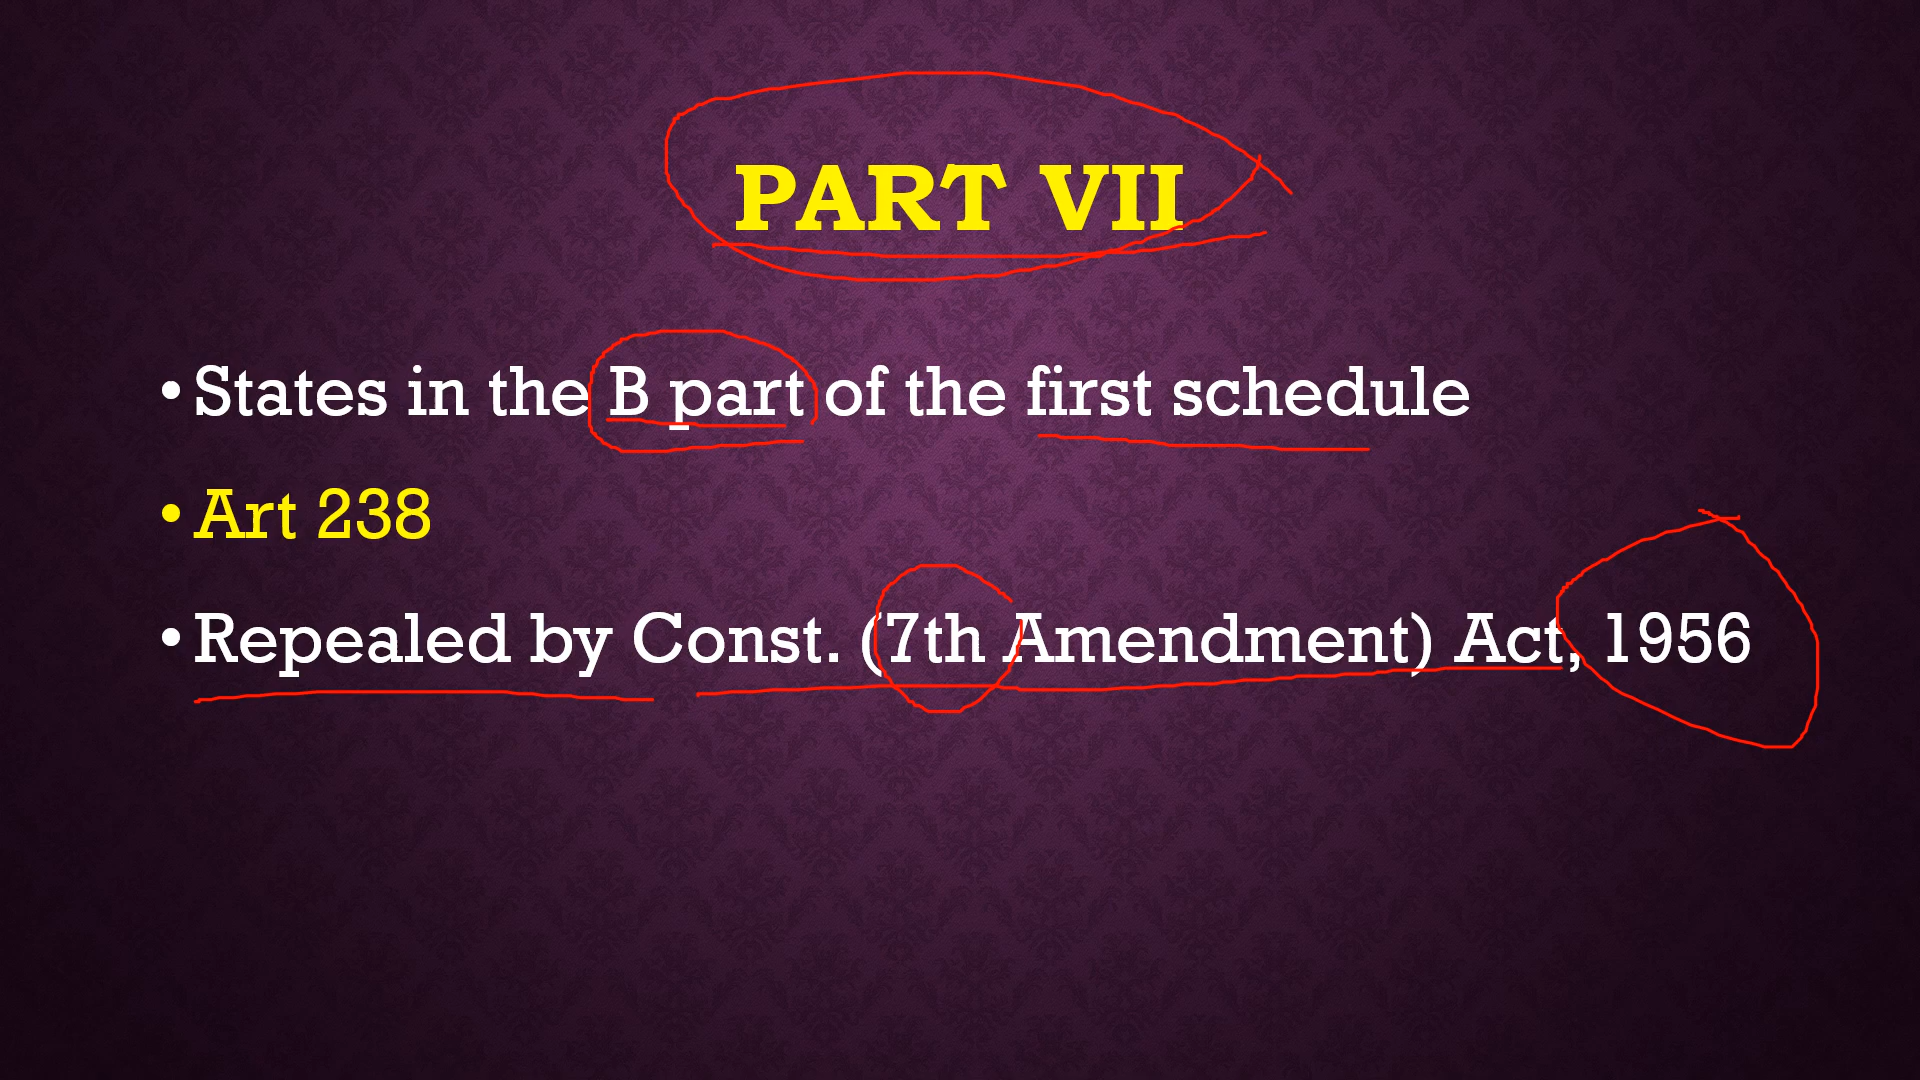 PART VII
• States in the B part of the first schedule
• Art 238
• Repealed by Const. (7th Amendment) Act, 1956